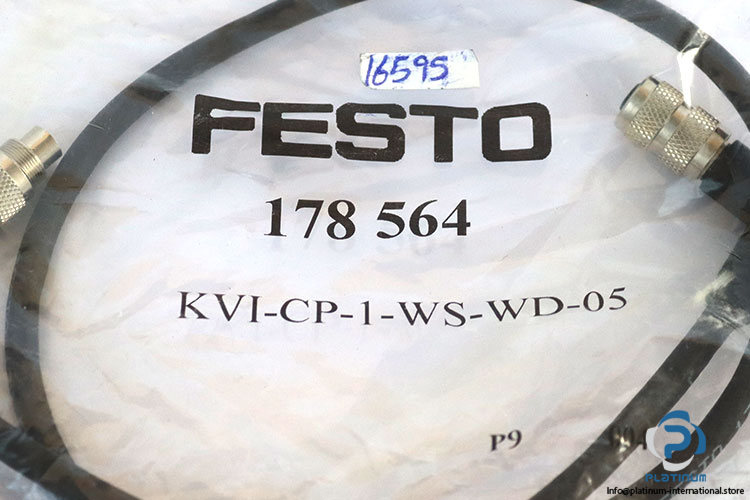 16595
FESTO
178 564
KVI-CP-1-WS-WD-05
P9
PLATINUM
Info@platinum-international.store